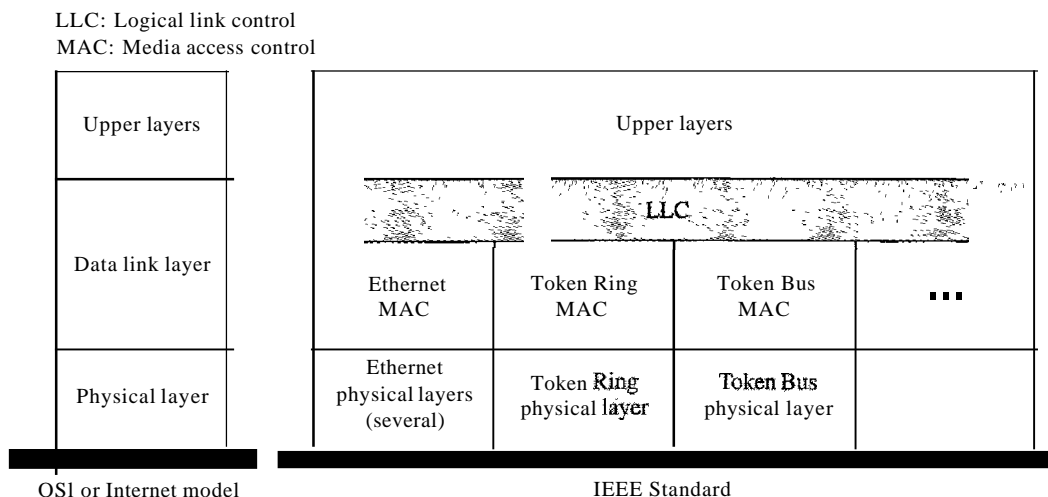 LLC: Logical link control
MAC: Media access control
Upper layers
Upper layers
LLC
Data link layer
Ethernet
MAC
Token Ring
MAC
Token Bus
MAC
...
Physical layer
Ethernet
physical layers
(several)
Token Ring
physical layer
Token Bus
physical layer
OS1 or Internet model
IEEE Standard